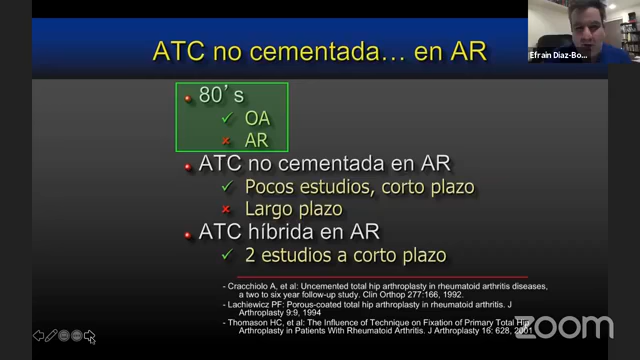 ATC no cementada... en AR
Efrain Diaz-Bo...
80's
✓ OA
✗ AR
ATC no cementada en AR
✓ Pocos estudios, corto plazo
✗ Largo plazo
ATC híbrida en AR
✓ 2 estudios a corto plazo
- Cracchiolo A, et al: Uncemented total hip arthroplasty in rheumatoid arthritis diseases,
a two to six year follow-up study. Clin Orthop 277:166, 1992.
- Lachiewicz PF: Porous-coated total hip arthroplasty in rheumatoid arthritis. J
Arthroplasty 9:9, 1994
- Thomason HC, et al: The Influence of Technique on Fixation of Primary Total Hip
Arthroplasty in Patients With Rheumatoid Arthritis. J Arthroplasty 16: 628, 2001
zoom